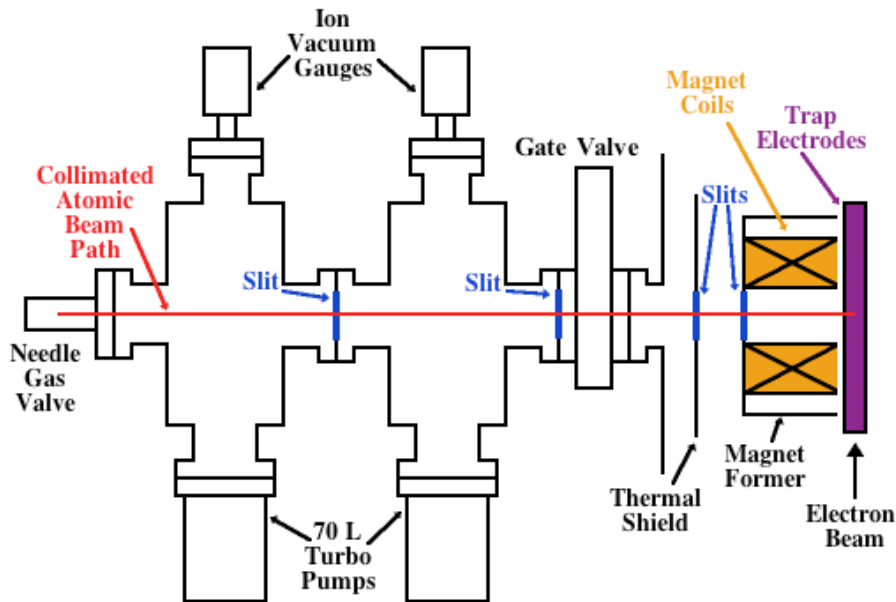 Ion
Vacuum
Gauges
Magnet
Coils
Trap
Electrodes
Gate Valve
Collimated
Atomic
Beam
Path
Slits
Slit
Slit
Needle
Gas
Valve
70 L
Turbo
Pumps
Thermal
Shield
Magnet
Former
Electron
Beam